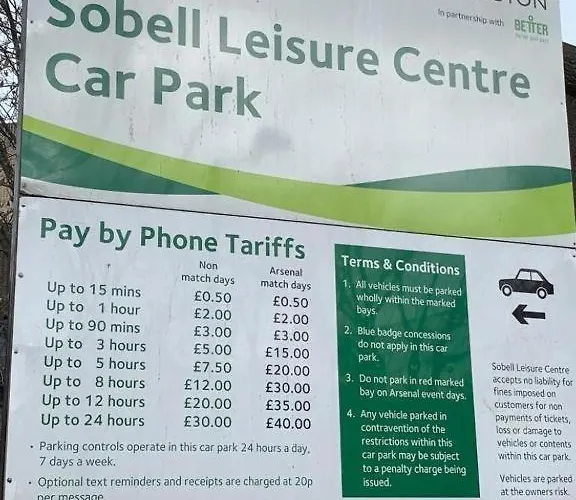 In partnership with
BETTER
Sobell Leisure Centre
Car Park
Pay by Phone Tariffs
Non match days
Arsenal match days
Up to 15 mins £0.50 £0.50
Up to 1 hour £2.00 £2.00
Up to 90 mins £3.00 £3.00
Up to 3 hours £5.00 £15.00
Up to 5 hours £7.50 £20.00
Up to 8 hours £12.00 £30.00
Up to 12 hours £20.00 £35.00
Up to 24 hours £30.00 £40.00
• Parking controls operate in this car park 24 hours a day,
7 days a week.
• Optional text reminders and receipts are charged at 20p
per message
Terms & Conditions
1. All vehicles must be parked
wholly within the marked
bays.
2. Blue badge concessions
do not apply in this car
park.
3. Do not park in red marked
bay on Arsenal event days.
4. Any vehicle parked in
contravention of the
restrictions within this
car park may be subject
to a penalty charge being
issued.
Sobell Leisure Centre
accepts no liability for
fines imposed on
customers for non
payments of tickets,
loss or damage to
vehicles or contents
within this car park.
Vehicles are parked
at the owners risk.